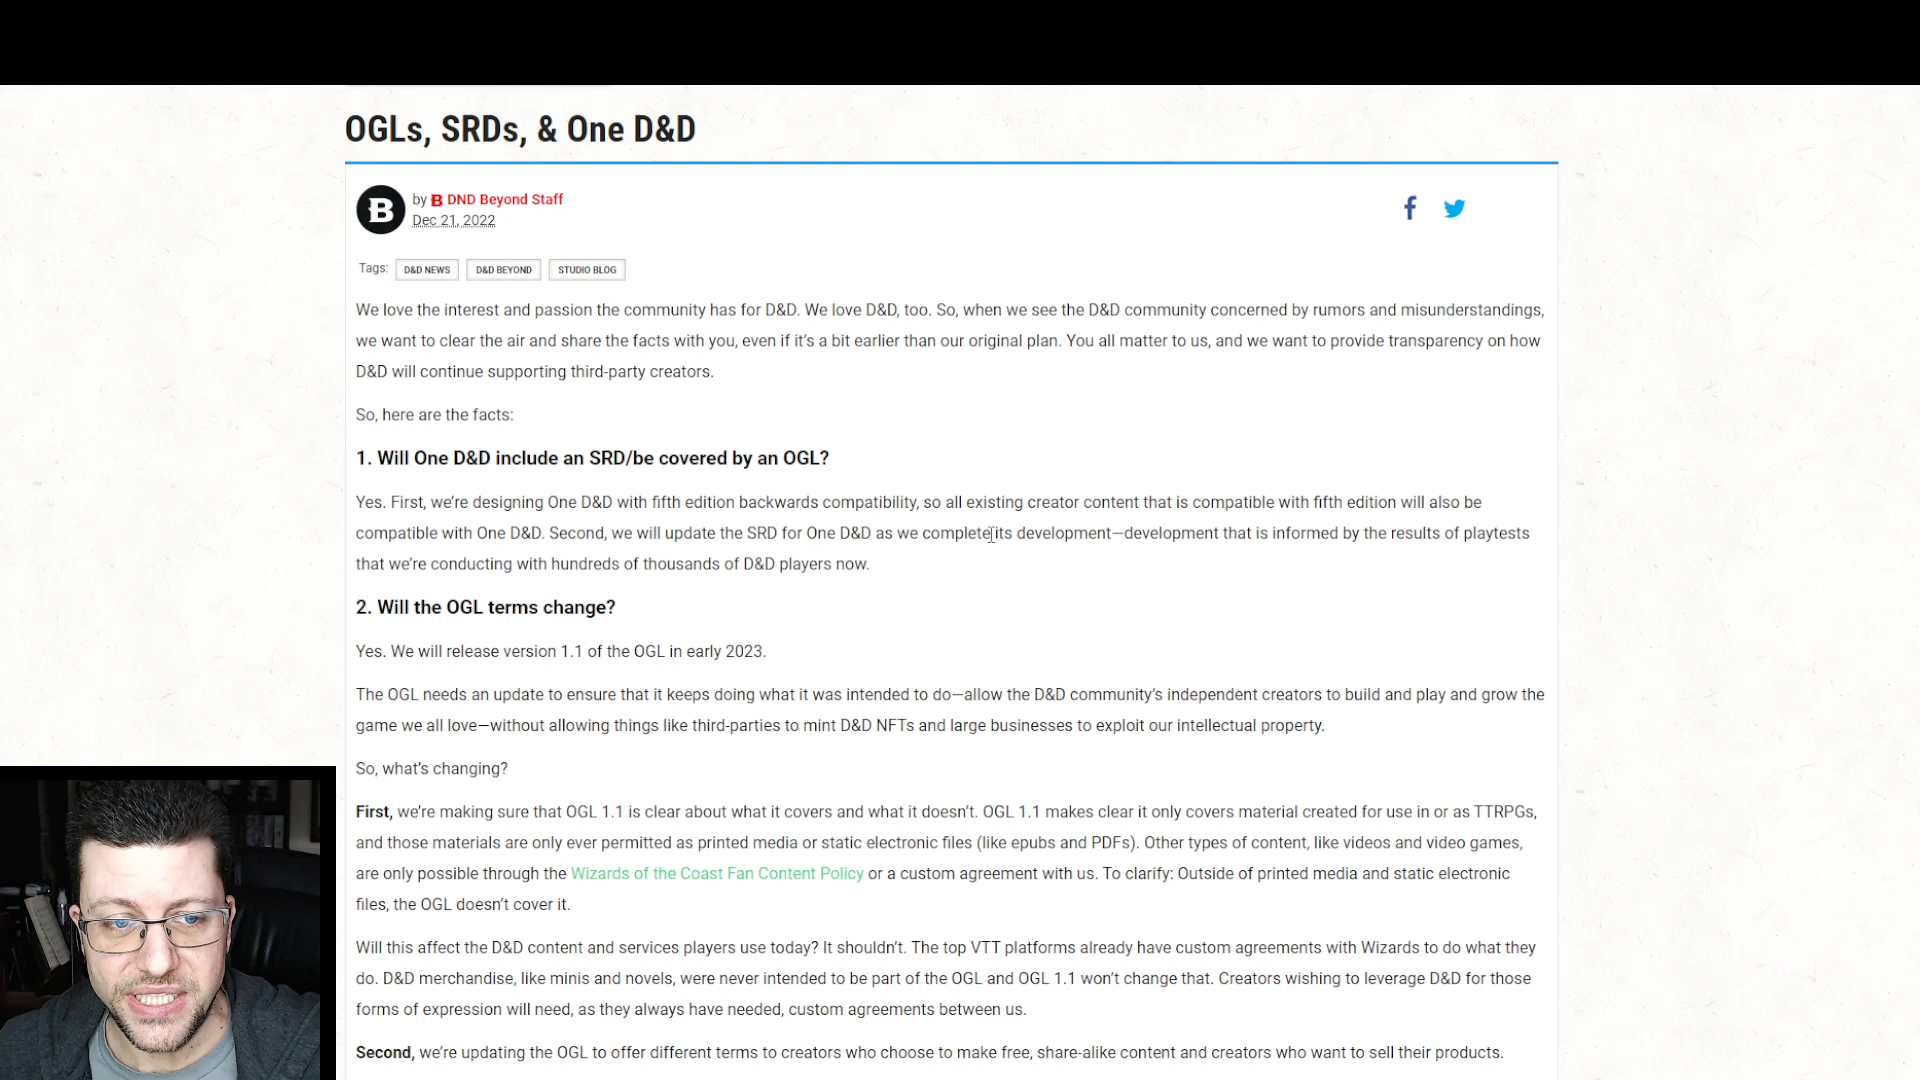 OGLs, SRDs, & One D&D
B
by B DND Beyond Staff
Dec 21, 2022
Tags: D&D NEWS D&D BEYOND STUDIO BLOG
We love the interest and passion the community has for D&D. We love D&D, too. So, when we see the D&D community concerned by rumors and misunderstandings,
we want to clear the air and share the facts with you, even if it's a bit earlier than our original plan. You all matter to us, and we want to provide transparency on how
D&D will continue supporting third-party creators.
So, here are the facts:
1. Will One D&D include an SRD/be covered by an OGL?
Yes. First, we're designing One D&D with fifth edition backwards compatibility, so all existing creator content that is compatible with fifth edition will also be
compatible with One D&D. Second, we will update the SRD for One D&D as we complete its development—development that is informed by the results of playtests
that we're conducting with hundreds of thousands of D&D players now.
2. Will the OGL terms change?
Yes. We will release version 1.1 of the OGL in early 2023.
The OGL needs an update to ensure that it keeps doing what it was intended to do—allow the D&D community's independent creators to build and play and grow the
game we all love—without allowing things like third-parties to mint D&D NFTs and large businesses to exploit our intellectual property.
So, what's changing?
First, we're making sure that OGL 1.1 is clear about what it covers and what it doesn't. OGL 1.1 makes clear it only covers material created for use in or as TTRPGs,
and those materials are only ever permitted as printed media or static electronic files (like epubs and PDFs). Other types of content, like videos and video games,
are only possible through the Wizards of the Coast Fan Content Policy or a custom agreement with us. To clarify: Outside of printed media and static electronic
files, the OGL doesn't cover it.
Will this affect the D&D content and services players use today? It shouldn't. The top VTT platforms already have custom agreements with Wizards to do what they
do. D&D merchandise, like minis and novels, were never intended to be part of the OGL and OGL 1.1 won't change that. Creators wishing to leverage D&D for those
forms of expression will need, as they always have needed, custom agreements between us.
Second, we're updating the OGL to offer different terms to creators who choose to make free, share-alike content and creators who want to sell their products.